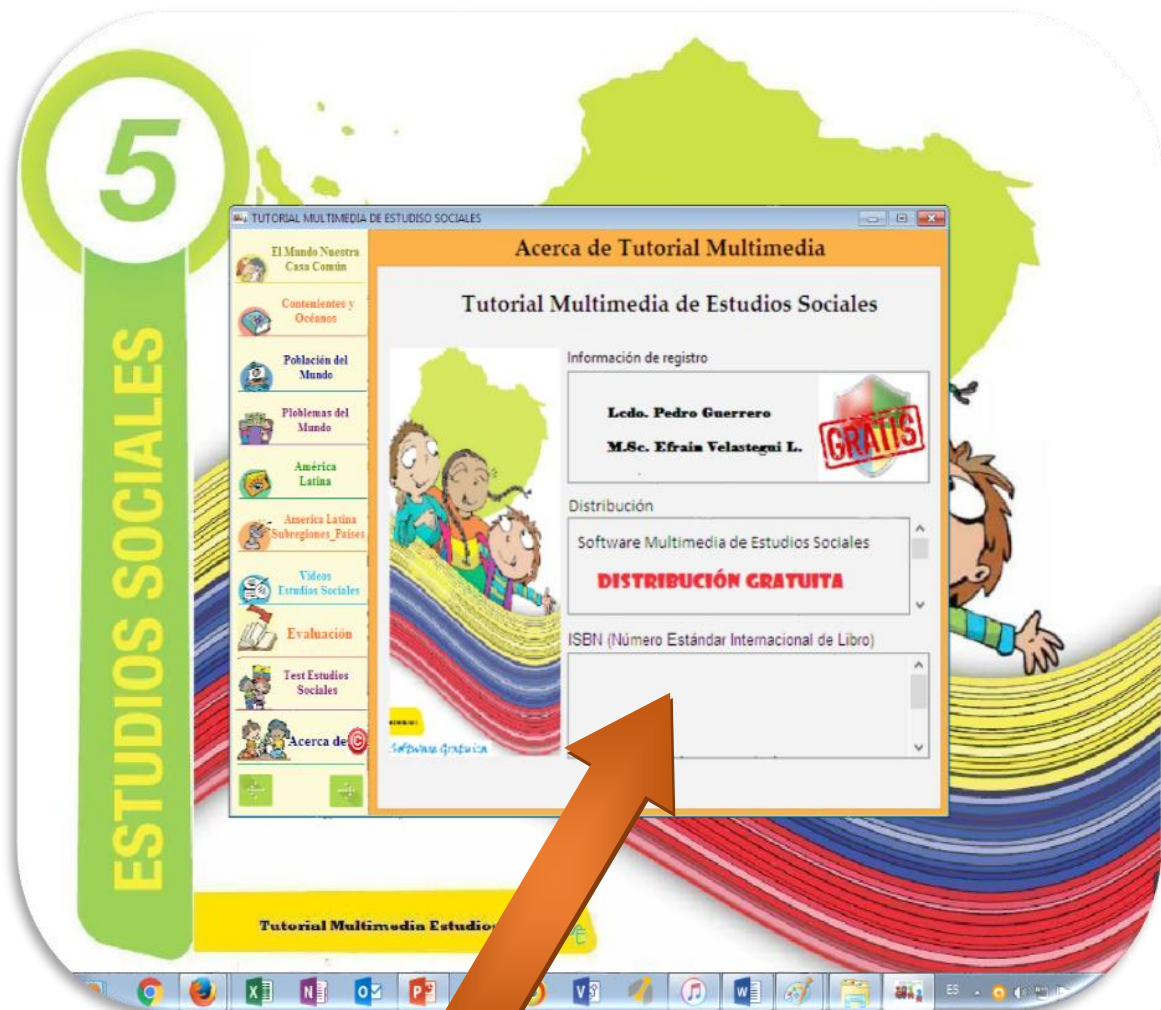 5
ESTUDIOS SOCIALES
TUTORIAL MULTIMEDIA DE ESTUDISO SOCIALES
El Mundo Nuestra
Casa Común
Contenientes y
Océanos
Población del
Mundo
Ploblemas del
Mundo
América
Latina
America Latina
Subregiones_Paises
Videos
Estudios Sociales
Evaluación
Test Estudios
Sociales
Acerca de
Acerca de Tutorial Multimedia
Tutorial Multimedia de Estudios Sociales
Información de registro
Lcdo. Pedro Guerrero
M.Sc. Efrain Velastegui L.
GRATIS
Distribución
Software Multimedia de Estudios Sociales
DISTRIBUCIÓN GRATUITA
ISBN (Número Estándar Internacional de Libro)
Software Gratuito
Tutorial Multimedia Estudios
ES